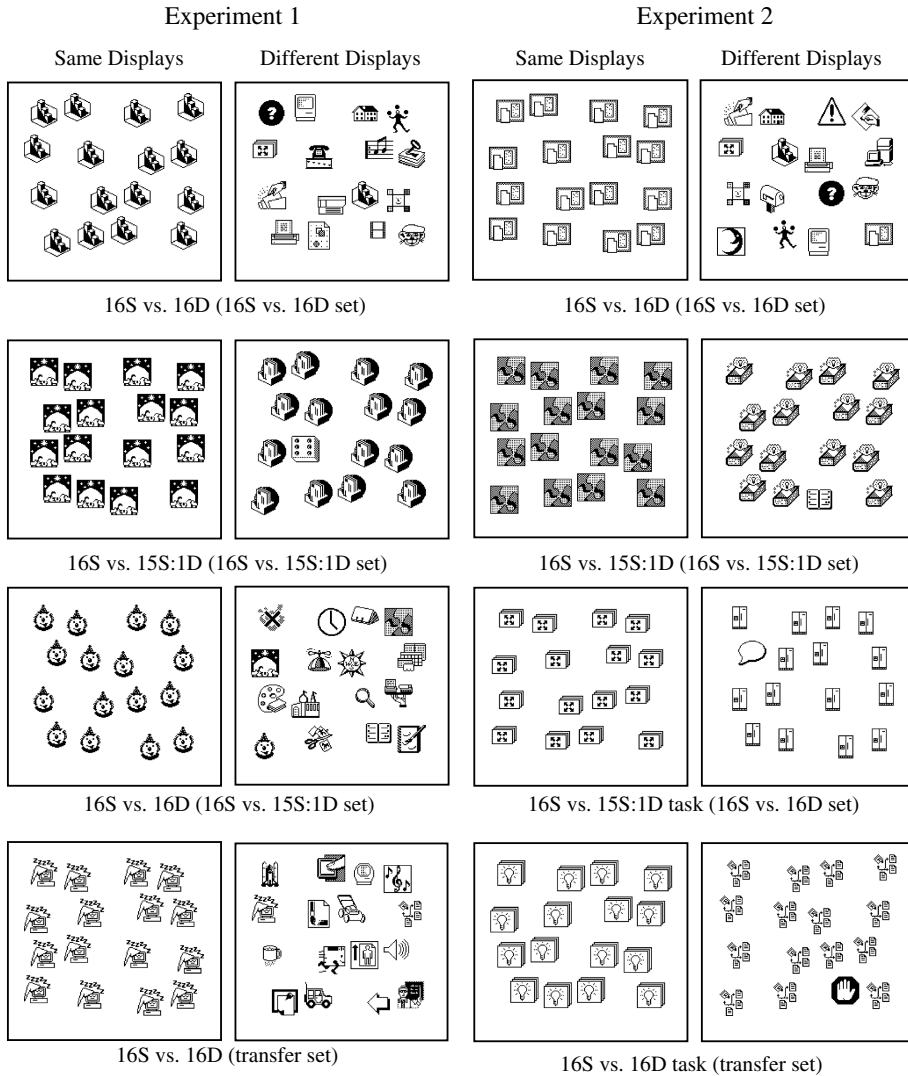 Experiment 1
Experiment 2
Same Displays
Different Displays
Same Displays
Different Displays
16S vs. 16D (16S vs. 16D set)
16S vs. 16D (16S vs. 16D set)
16S vs. 15S:1D (16S vs. 15S:1D set)
16S vs. 15S:1D (16S vs. 15S:1D set)
16S vs. 16D (16S vs. 15S:1D set)
16S vs. 15S:1D task (16S vs. 16D set)
16S vs. 16D (transfer set)
16S vs. 16D task (transfer set)